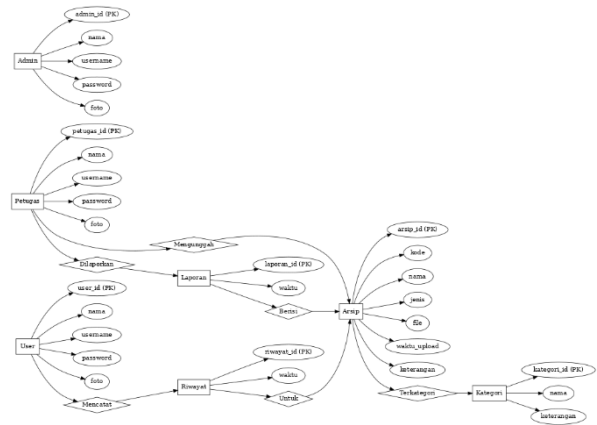 admin_id (PK)
nama
Admin
username
password
foto
petugas_id (PK)
nama
username
Petugas
password
foto
Mengunggah
Dilaporkan
laporan_id (PK)
Laporan
waktu
Berisi
user_id (PK)
nama
username
User
password
foto
Mencatat
riwayat_id (PK)
waktu
Riwayat
Untuk
arsip_id (PK)
kode
nama
jenis
Arsip
file
waktu_upload
keterangan
Terkategori
kategori_id (PK)
Kategori
nama
keterangan